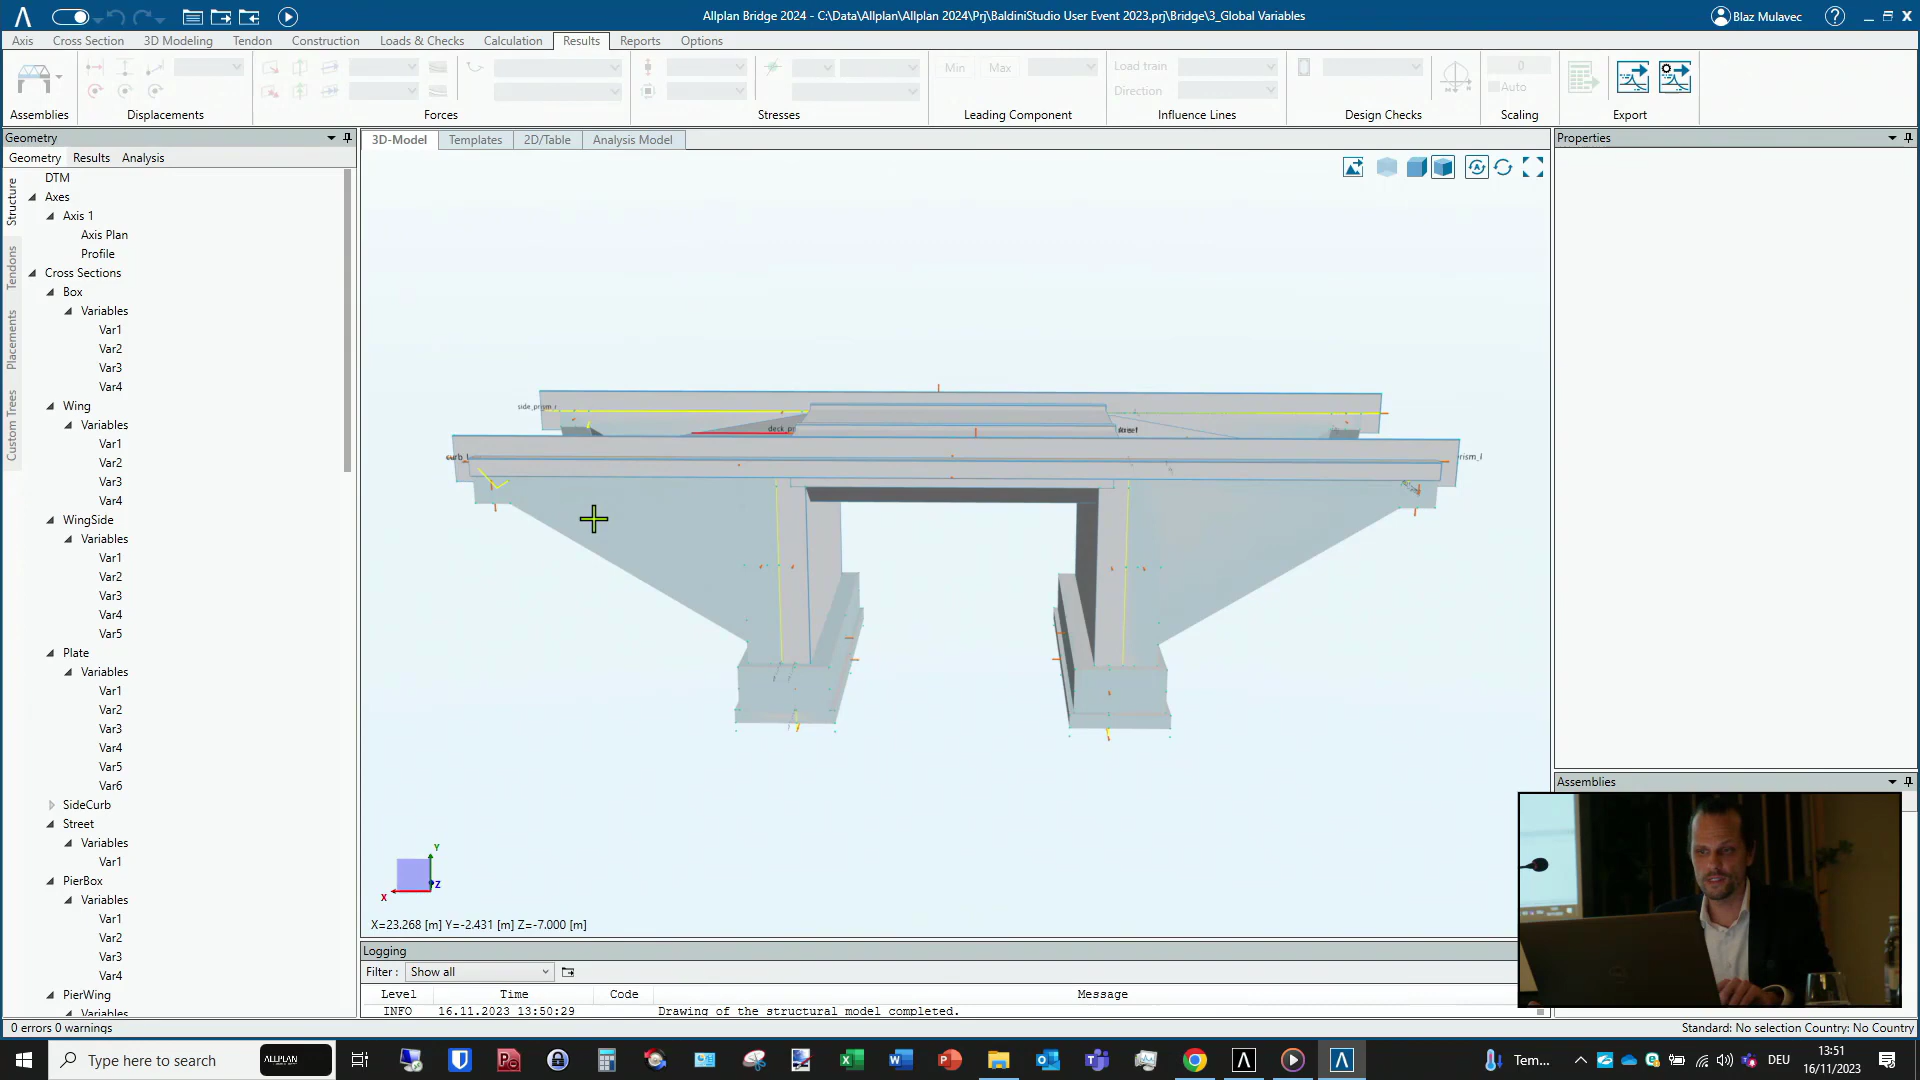 Allplan Bridge 2024 - C:\Data\Allplan\Allplan 2024\Prj\BaldiniStudio User Event 2023.prj\Bridge\3_Global Variables
Blaz Mulavec
Axis
Cross Section
3D Modeling
Tendon
Construction
Loads & Checks
Calculation
Results
Reports
Options
Min
Max
Load train
Direction
0
Auto
Assemblies
Displacements
Forces
Stresses
Leading Component
Influence Lines
Design Checks
Scaling
Export
Geometry
Geometry
Results
Analysis
3D-Model
Templates
2D/Table
Analysis Model
Properties
Structure
Tendons
Placements
Custom Trees
DTM
Axes
Axis 1
Axis Plan
Profile
Cross Sections
Box
Variables
Var1
Var2
Var3
Var4
Wing
Variables
Var1
Var2
Var3
Var4
WingSide
Variables
Var1
Var2
Var3
Var4
Var5
Plate
Variables
Var1
Var2
Var3
Var4
Var5
Var6
SideCurb
Street
Variables
Var1
PierBox
Variables
Var1
Var2
Var3
Var4
PierWing
Variables
side_prism_r
deck_pr
curb_l
prism_l
Y
Z
X
X=23.268 [m] Y=-2.431 [m] Z=-7.000 [m]
Assemblies
Logging
Filter :
Show all
Level
Time
Code
Message
INFO
16.11.2023 13:50:29
Drawing of the structural model completed.
0 errors 0 warnings
Standard: No selection Country: No Country
Type here to search
ALLPLAN
Tem...
DEU
13:51
16/11/2023